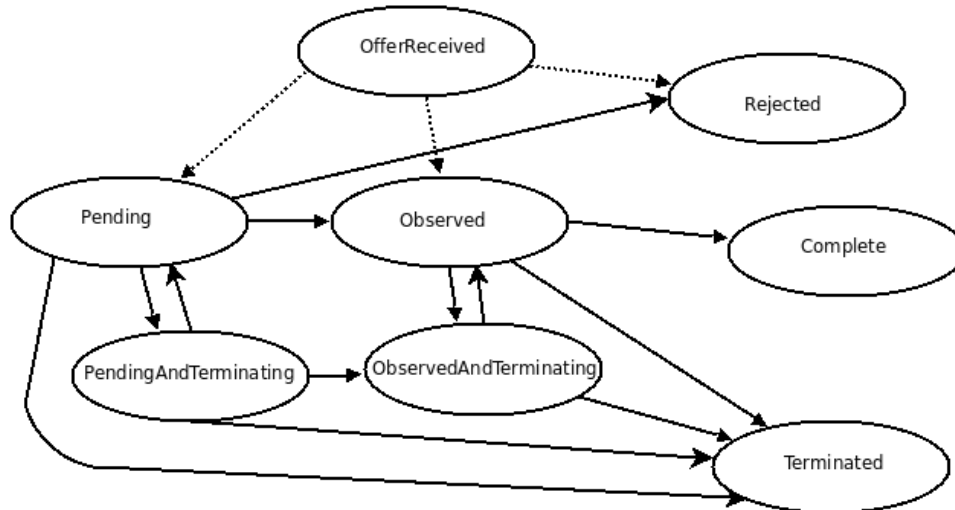 OfferReceived
Rejected
Pending
Observed
Complete
PendingAndTerminating
ObservedAndTerminating
Terminated